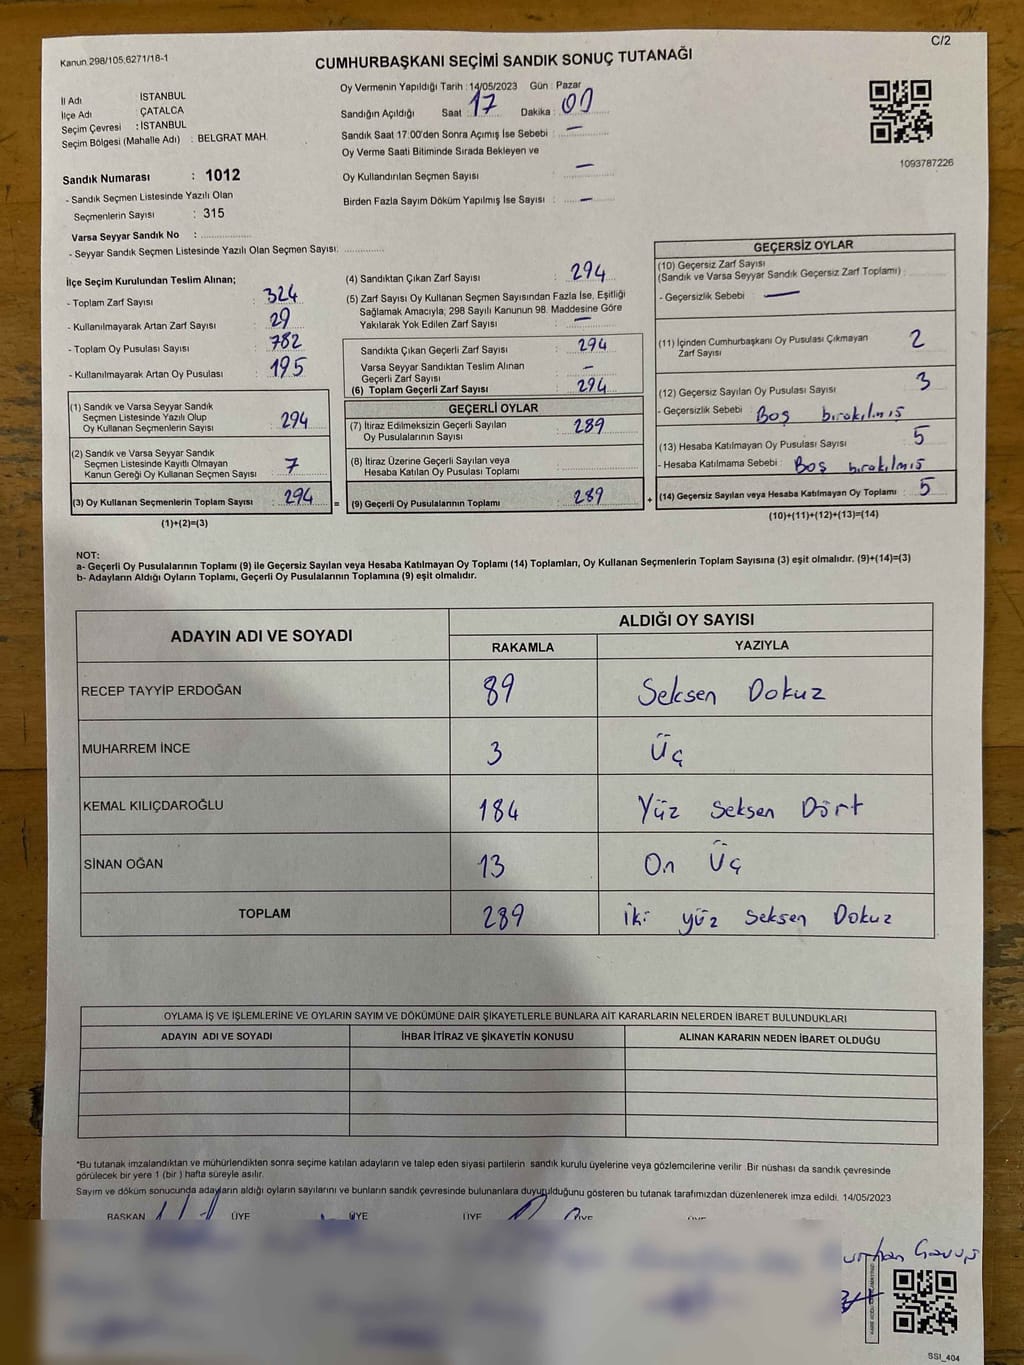 Kanun 298/105,6271/18-1
C/2
CUMHURBAŞKANI SEÇİMİ SANDIK SONUÇ TUTANAĞI
Oy Vermenin Yapıldığı Tarih : 14/05/2023 Gün : Pazar
İl Adı İSTANBUL
İlçe Adı : ÇATALCA
Seçim Çevresi : İSTANBUL
Seçim Bölgesi (Mahalle Adı) : BELGRAT MAH.
Sandığın Açıldığı Saat : 17 Dakika : 00
Sandık Saat 17:00'den Sonra Açımış İse Sebebi : —
Oy Verme Saati Bitiminde Sırada Bekleyen ve
Oy Kullandırılan Seçmen Sayısı —
Birden Fazla Sayım Döküm Yapılmış İse Sayısı : —
1093787226
Sandık Numarası : 1012
- Sandık Seçmen Listesinde Yazılı Olan
Seçmenlerin Sayısı : 315
Varsa Seyyar Sandık No :
- Seyyar Sandık Seçmen Listesinde Yazılı Olan Seçmen Sayısı:
İlçe Seçim Kurulundan Teslim Alınan;
- Toplam Zarf Sayısı : 324
- Kullanılmayarak Artan Zarf Sayısı : 29
- Toplam Oy Pusulası Sayısı : 782
- Kullanılmayarak Artan Oy Pusulası : 195
(1) Sandık ve Varsa Seyyar Sandık
Seçmen Listesinde Yazılı Olup
Oy Kullanan Seçmenlerin Sayısı 294
(2) Sandık ve Varsa Seyyar Sandık
Seçmen Listesinde Kayıtlı Olmayan
Kanun Gereği Oy Kullanan Seçmen Sayısı 7
(3) Oy Kullanan Seçmenlerin Toplam Sayısı : 294 =
(1)+(2)=(3)
(4) Sandıktan Çıkan Zarf Sayısı : 294
(5) Zarf Sayısı Oy Kullanan Seçmen Sayısından Fazla İse, Eşitliği
Sağlamak Amacıyla; 298 Sayılı Kanunun 98. Maddesine Göre
Yakılarak Yok Edilen Zarf Sayısı : —
Sandıkta Çıkan Geçerli Zarf Sayısı : 294
Varsa Seyyar Sandıktan Teslim Alınan
Geçerli Zarf Sayısı —
(6) Toplam Geçerli Zarf Sayısı : 294
GEÇERLİ OYLAR
(7) İtiraz Edilmeksizin Geçerli Sayılan
Oy Pusulalarının Sayısı : 289
(8) İtiraz Üzerine Geçerli Sayılan veya
Hesaba Katılan Oy Pusulası Toplamı :
(9) Geçerli Oy Pusulalarının Toplamı : 289 +
GEÇERSİZ OYLAR
(10) Geçersiz Zarf Sayısı
(Sandık ve Varsa Seyyar Sandık Geçersiz Zarf Toplamı) :
- Geçersizlik Sebebi : —
(11) İçinden Cumhurbaşkanı Oy Pusulası Çıkmayan
Zarf Sayısı 2
(12) Geçersiz Sayılan Oy Pusulası Sayısı : 3
- Geçersizlik Sebebi : Boş bırakılmış
(13) Hesaba Katılmayan Oy Pusulası Sayısı : 5
- Hesaba Katılmama Sebebi : Boş bırakılmış
(14) Geçersiz Sayılan veya Hesaba Katılmayan Oy Toplamı : 5
(10)+(11)+(12)+(13)=(14)
NOT:
a- Geçerli Oy Pusulalarının Toplamı (9) ile Geçersiz Sayılan veya Hesaba Katılmayan Oy Toplamı (14) Toplamları, Oy Kullanan Seçmenlerin Toplam Sayısına (3) eşit olmalıdır. (9)+(14)=(3)
b- Adayların Aldığı Oyların Toplamı, Geçerli Oy Pusulalarının Toplamına (9) eşit olmalıdır.
ADAYIN ADI VE SOYADI ALDIĞI OY SAYISI
RAKAMLA YAZIYLA
RECEP TAYYİP ERDOĞAN 89 Seksen Dokuz
MUHARREM İNCE 3 Üç
KEMAL KILIÇDAROĞLU 184 Yüz Seksen Dört
SİNAN OĞAN 13 On Üç
TOPLAM 289 İki yüz Seksen Dokuz
OYLAMA İŞ VE İŞLEMLERİNE VE OYLARIN SAYIM VE DÖKÜMÜNE DAİR ŞİKAYETLERLE BUNLARA AİT KARARLARIN NELERDEN İBARET BULUNDUKLARI
ADAYIN ADI VE SOYADI İHBAR İTİRAZ VE ŞİKAYETİN KONUSU ALINAN KARARIN NEDEN İBARET OLDUĞU
*Bu tutanak imzalandıktan ve mühürlendikten sonra seçime katılan adayların ve talep eden siyasi partilerin sandık kurulu üyelerine veya gözlemcilerine verilir. Bir nüshası da sandık çevresinde
görülecek bir yere 1 (bir) hafta süreyle asılır.
Sayım ve döküm sonucunda adayların aldığı oyların sayılarını ve bunların sandık çevresinde bulunanlara duyurulduğunu gösteren bu tutanak tarafımızdan düzenlenerek imza edildi. 14/05/2023
BAŞKAN ÜYE ÜYE ÜYE ÜYE
SSI_404